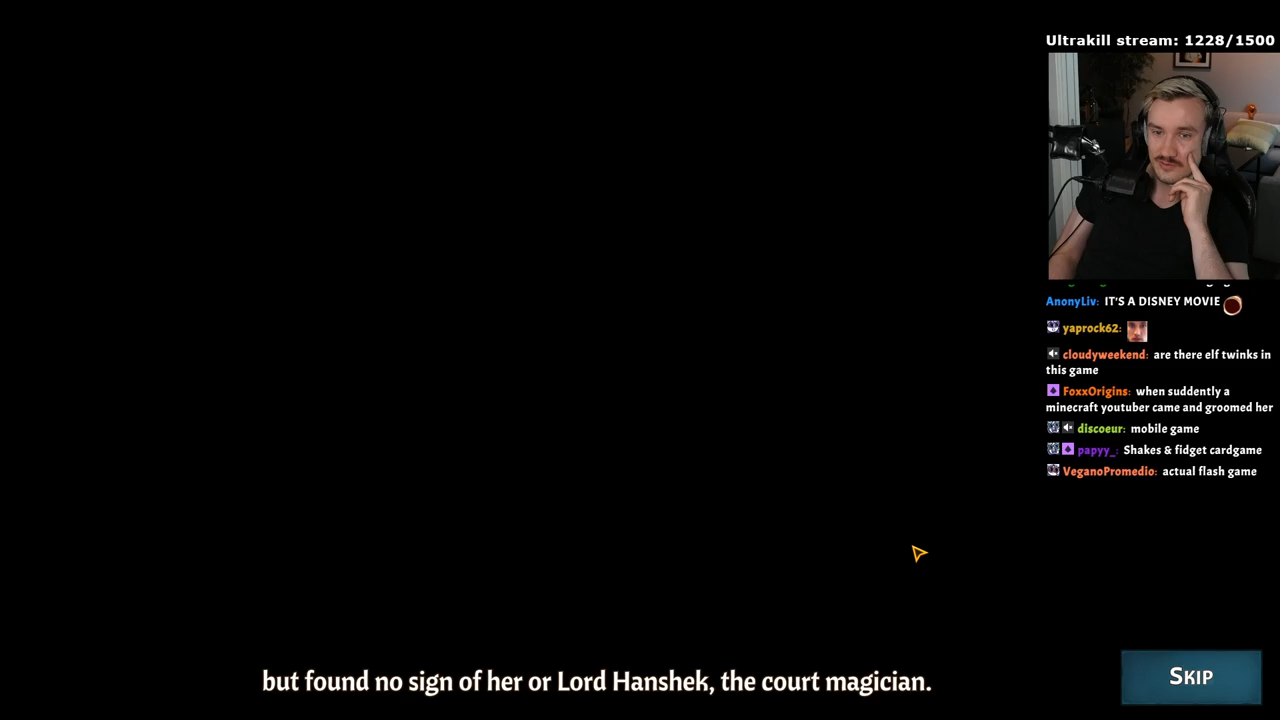 Ultrakill stream: 1228/1500
AnonyLiv: IT'S A DISNEY MOVIE
yaprock62:
cloudyweekend: are there elf twinks in
this game
FoxxOrigins: when suddenly a
minecraft youtuber came and groomed her
discoeur: mobile game
papyy_: Shakes & fidget cardgame
VeganoPromedio: actual flash game
but found no sign of her or Lord Hanshek, the court magician.
SKIP